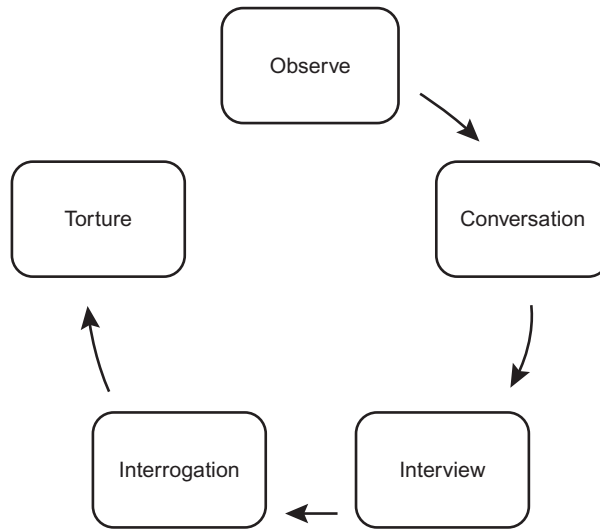 Observe
Conversation
Interview
Interrogation
Torture